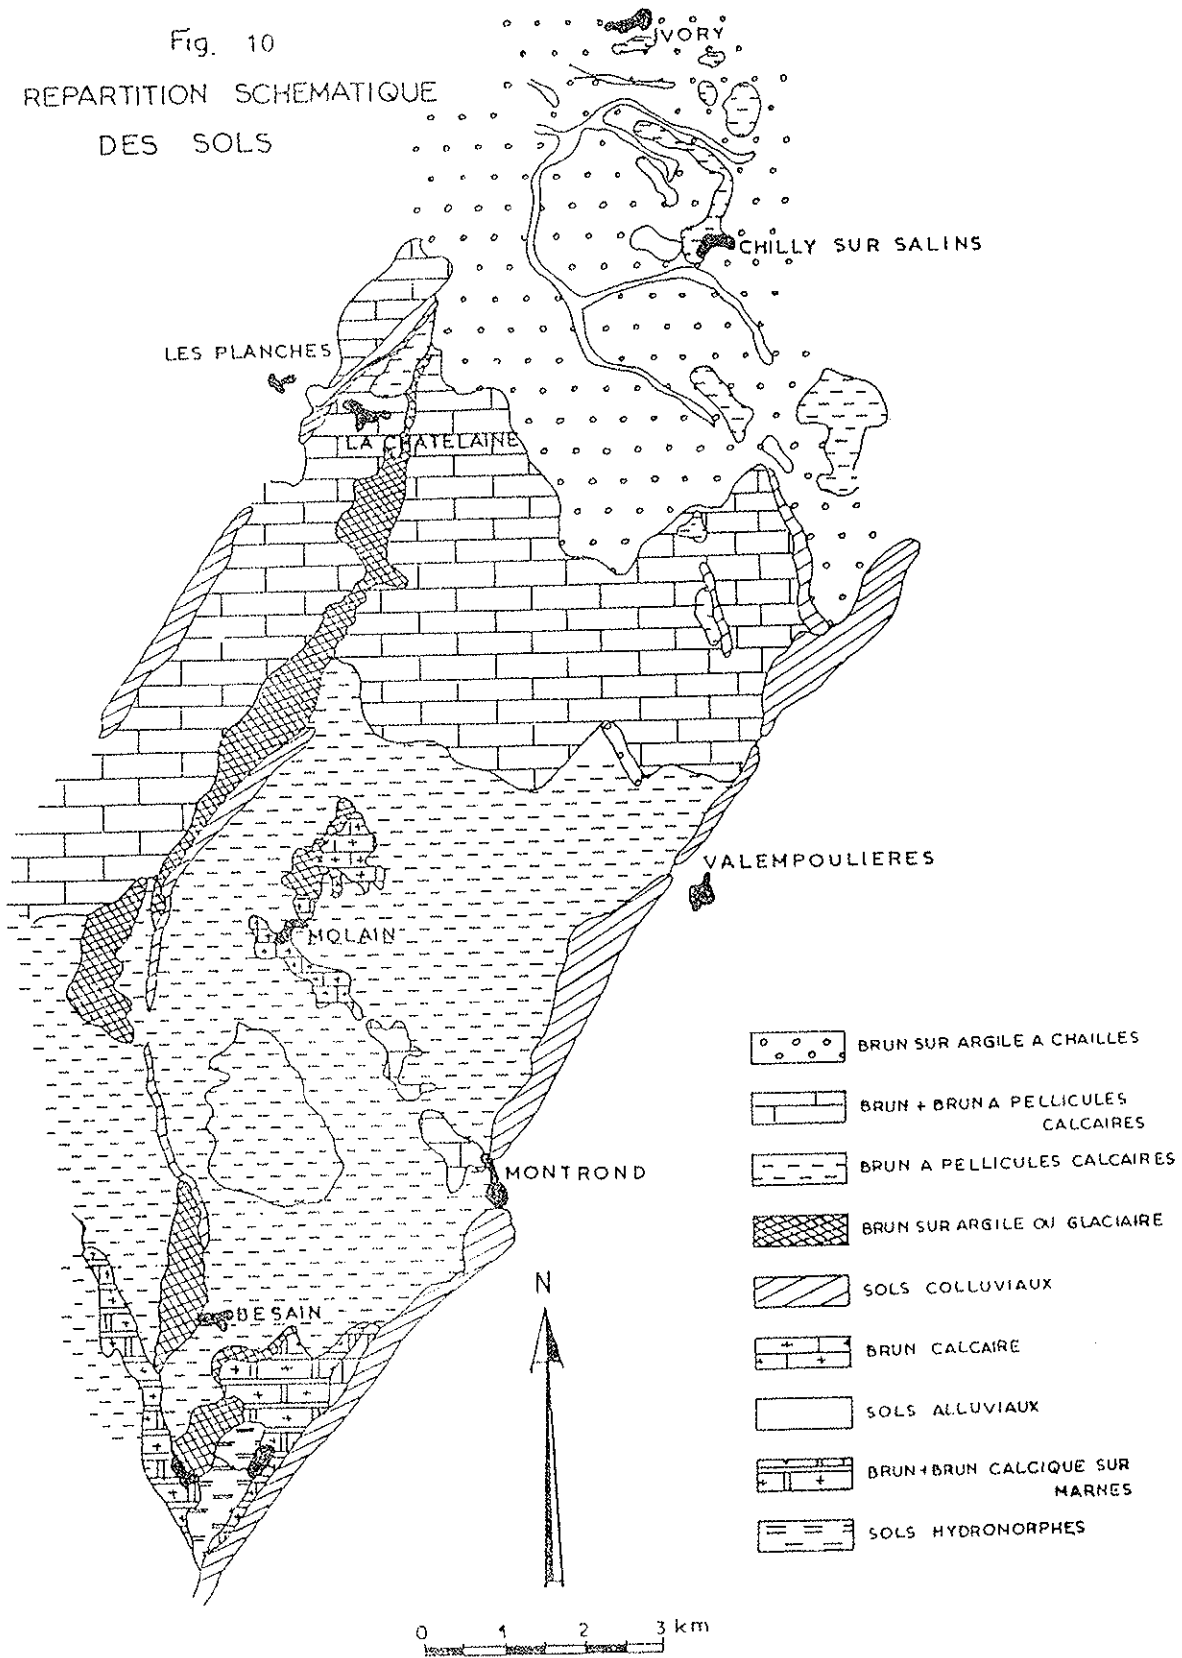 Fig. 10
REPARTITION SCHEMATIQUE
DES SOLS
IVORY
CHILLY SUR SALINS
LES PLANCHES
LA CHATELAINE
VALEMPOULIERES
MOLAIN
MONTROND
BESAIN
BRUN SUR ARGILE A CHAILLES
BRUN + BRUN A PELLICULES
CALCAIRES
BRUN A PELLICULES CALCAIRES
BRUN SUR ARGILE OU GLACIAIRE
SOLS COLLUVIAUX
BRUN CALCAIRE
SOLS ALLUVIAUX
BRUN + BRUN CALCIQUE SUR
MARNES
SOLS HYDRONORPHES
N
0 1 2 3 km